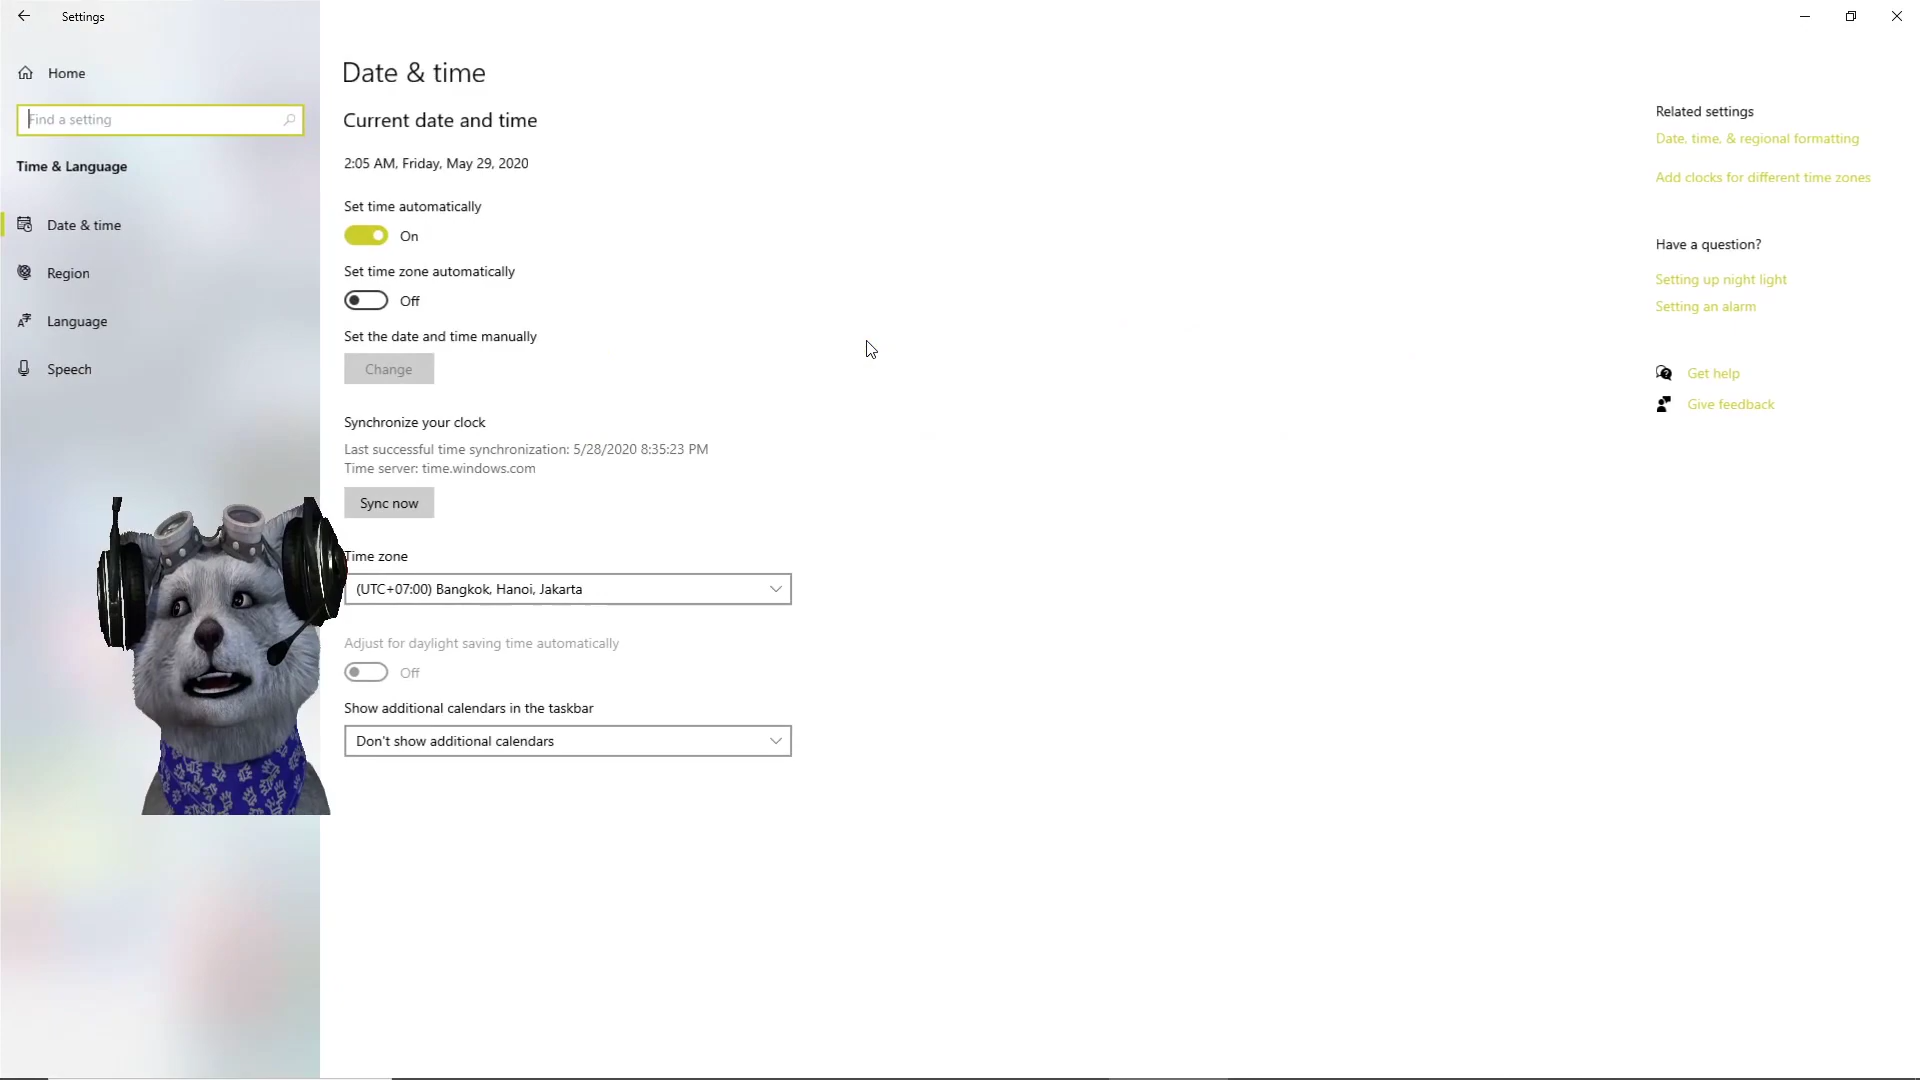 Settings
Home
Find a setting
Time & Language
Date & time
Region
Language
Speech
Date & time
Current date and time
2:05 AM, Friday, May 29, 2020
Set time automatically
On
Set time zone automatically
Off
Set the date and time manually
Change
Synchronize your clock
Last successful time synchronization: 5/28/2020 8:35:23 PM
Time server: time.windows.com
Sync now
Time zone
(UTC+07:00) Bangkok, Hanoi, Jakarta
Adjust for daylight saving time automatically
Off
Show additional calendars in the taskbar
Don't show additional calendars
Related settings
Date, time, & regional formatting
Add clocks for different time zones
Have a question?
Setting up night light
Setting an alarm
Get help
Give feedback